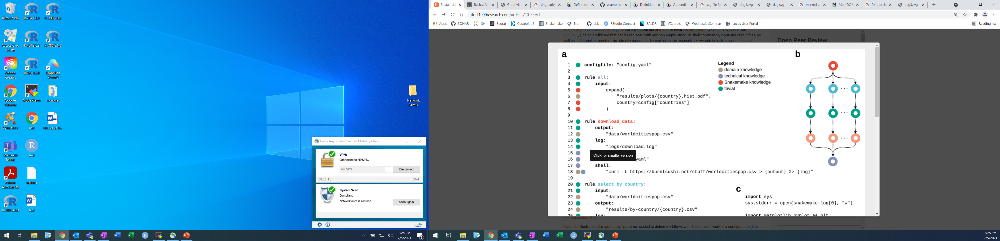 Recycle Bin
R x64 4.0.3
R i386 4.0.3
Access Card
Utility
R x64 3.6.3
R i386 3.6.3
Adobe
Creati...
R x64 3.5.0
GraphPad
Prism 8
Google
Chrome
MobaXterm
monovar
Cytoscape
test
rec_letter_n...
Microsoft
Teams
test
Adobe
Acrobat DC
test.tex
R i386 3.5.0
test
Network
Drives
Cisco AnyConnect Secure Mobility Client
VPN:
Connected to NIHVPN.
NIHVPN
Disconnect
08:13:11
IPv4
System Scan:
Compliant.
Network access allowed.
Scan Again
cisco
8:25 PM
7/5/2021
9
Sustainabl
Basics: An
Graphviz
singularity
Definition
examples/
Definition
Appendix
svg file fo
dag1.svg
dag.svg
mix red ye
MultiQC R
font to sh
dag3.svg
f1000research.com/articles/10-33/v1
Apps
SONAR
10x
Seurat
Costpoint 7
Snakemake
Norm
dsb
RStudio Connect
BALDR
VDJtools
WednesdaySeminar
Locus User Portal
Reading list
3a (line 20). It can be applied to generate any output file of the form results/by-country/{country}.csv, with
{country} being a wildcard that can be replaced with any non-empty string. In shell commands, input and output files, as
well as additional parameters, are directly accessible by enclosing the respective keywords in curly braces (in case of
Open Peer Review
a
b
1 configfile: "config.yaml"
2
3 rule all:
4 input:
5 expand(
6 "results/plots/{country}.hist.pdf",
7 country=config["countries"]
8 )
9
10 rule download_data:
11 output:
12 "data/worldcitiespop.csv"
13 log:
14 "logs/download.log"
15
16 yaml"
Click for smaller version
17 shell:
18 "curl -L https://burntsushi.net/stuff/worldcitiespop.csv > {output} 2> {log}"
19
20 rule select_by_country:
21 input:
22 "data/worldcitiespop.csv"
23 output:
24 "results/by-country/{country}.csv"
25 log:
Legend
domain knowledge
technical knowledge
Snakemake knowledge
trivial
c
import sys
sys.stderr = open(snakemake.log[0], "w")
import matplotlib.pyplot as plt
(see subsection 3.4).
Figure 3a illustrates all major design patterns needed to define workflows with Snakemake: workflow configuration (line
8:25 PM
7/5/2021